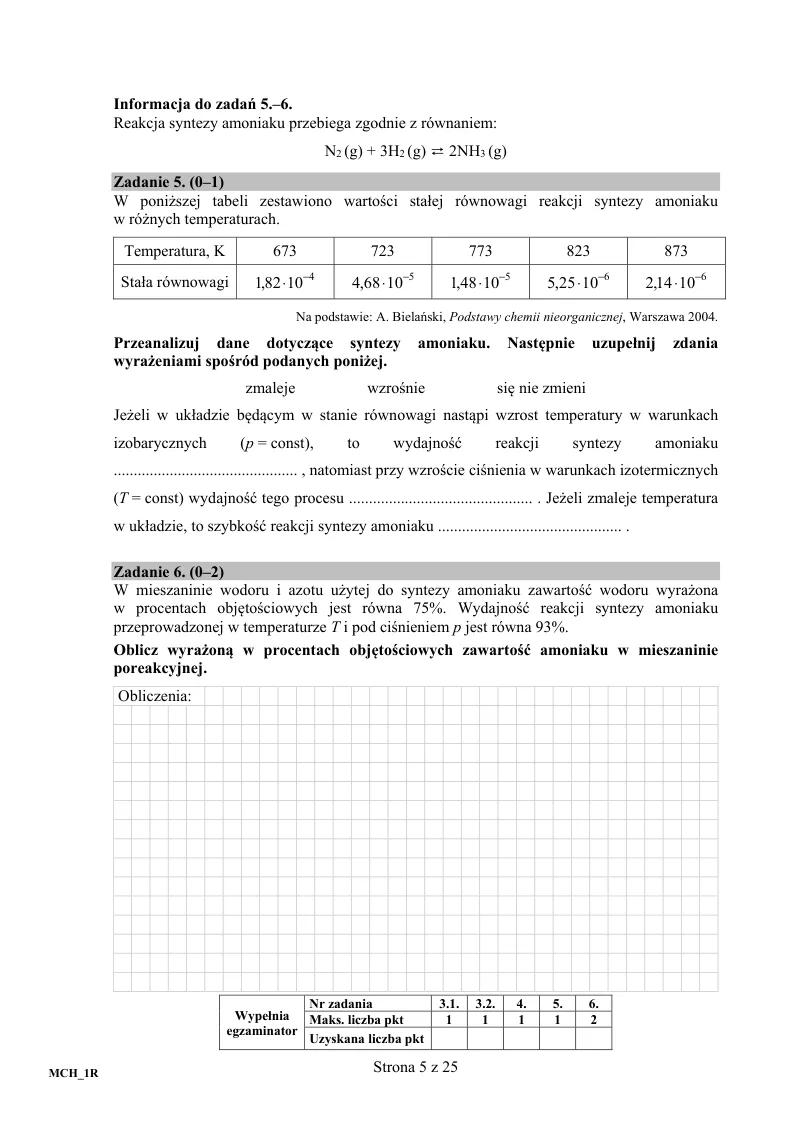 Informacja do zadań 5.–6.
Reakcja syntezy amoniaku przebiega zgodnie z równaniem:
N₂ (g) + 3H₂ (g) ⇄ 2NH₃ (g)
Zadanie 5. (0–1)
W poniższej tabeli zestawiono wartości stałej równowagi reakcji syntezy amoniaku
w różnych temperaturach.
Temperatura, K 673 723 773 823 873
Stała równowagi 1,82·10⁻⁴ 4,68·10⁻⁵ 1,48·10⁻⁵ 5,25·10⁻⁶ 2,14·10⁻⁶
Na podstawie: A. Bielański, Podstawy chemii nieorganicznej, Warszawa 2004.
Przeanalizuj dane dotyczące syntezy amoniaku. Następnie uzupełnij zdania
wyrażeniami spośród podanych poniżej.
zmaleje wzrośnie się nie zmieni
Jeżeli w układzie będącym w stanie równowagi nastąpi wzrost temperatury w warunkach
izobarycznych (p = const), to wydajność reakcji syntezy amoniaku
.............................................. , natomiast przy wzroście ciśnienia w warunkach izotermicznych
(T = const) wydajność tego procesu .............................................. . Jeżeli zmaleje temperatura
w układzie, to szybkość reakcji syntezy amoniaku .............................................. .
Zadanie 6. (0–2)
W mieszaninie wodoru i azotu użytej do syntezy amoniaku zawartość wodoru wyrażona
w procentach objętościowych jest równa 75%. Wydajność reakcji syntezy amoniaku
przeprowadzonej w temperaturze T i pod ciśnieniem p jest równa 93%.
Oblicz wyrażoną w procentach objętościowych zawartość amoniaku w mieszaninie
poreakcyjnej.
Obliczenia:
Wypełnia
egzaminator
Nr zadania 3.1. 3.2. 4. 5. 6.
Maks. liczba pkt 1 1 1 1 2
Uzyskana liczba pkt
Strona 5 z 25
MCH_1R